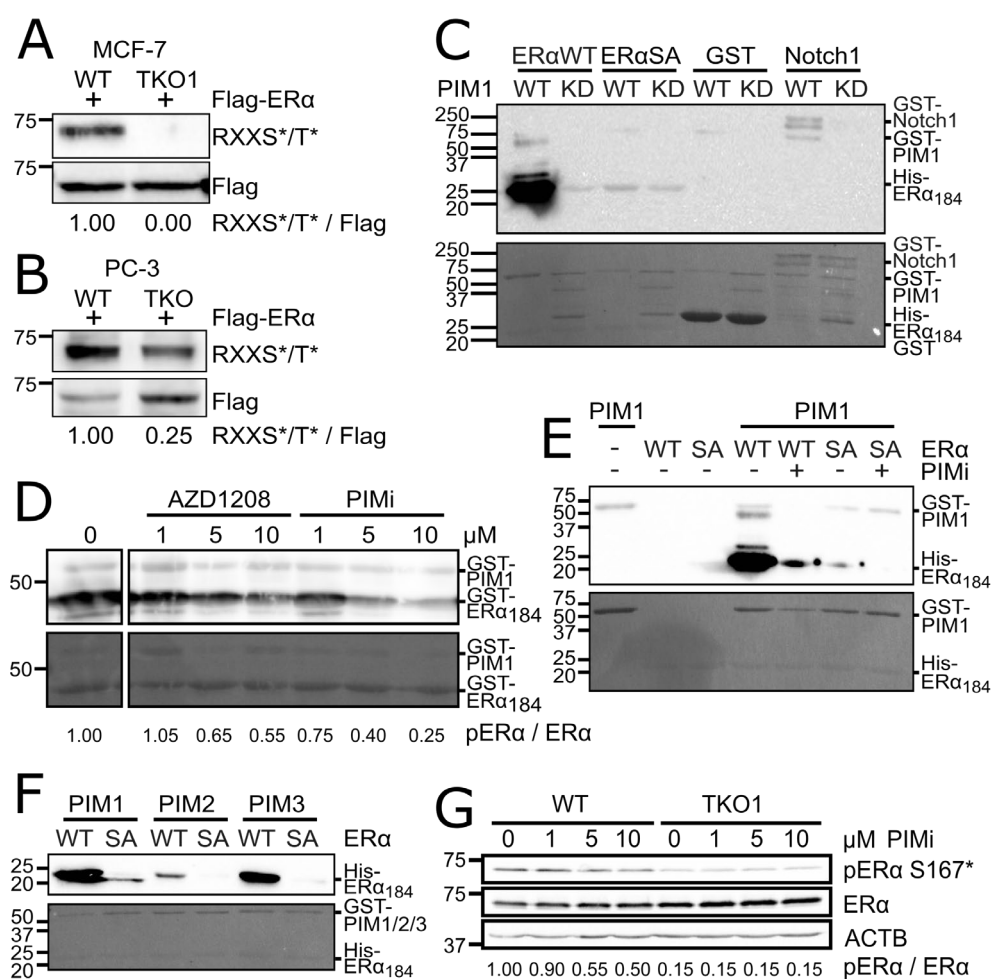 A
MCF-7
WT TKO1
+ + Flag-ERα
75 RXXS*/T*
75 Flag
1.00 0.00 RXXS*/T* / Flag
B
PC-3
WT TKO
+ + Flag-ERα
75 RXXS*/T*
75 Flag
1.00 0.25 RXXS*/T* / Flag
C
ERαWT ERαSA GST Notch1
PIM1 WT KD WT KD WT KD WT KD
250
75
50
37
25
20
GST-
Notch1
GST-
PIM1
His-
ERα184
250
75
50
37
25
20
GST-
Notch1
GST-
PIM1
His-
ERα184
GST
D
AZD1208 PIMi
0 1 5 10 1 5 10 µM
50
GST-
PIM1
GST-
ERα184
50
GST-
PIM1
GST-
ERα184
1.00 1.05 0.65 0.55 0.75 0.40 0.25 pERα / ERα
E
PIM1 PIM1
- WT SA WT WT SA SA ERα
- - - - + - + PIMi
75
50
37
25
20
GST-
PIM1
His-
ERα184
75
50
37
25
20
GST-
PIM1
His-
ERα184
F
PIM1 PIM2 PIM3
WT SA WT SA WT SA ERα
25
20
His-
ERα184
50
37
25
20
GST-
PIM1/2/3
His-
ERα184
G
WT TKO1
0 1 5 10 0 1 5 10 µM PIMi
75 pERα S167*
75 ERα
37 ACTB
1.00 0.90 0.55 0.50 0.15 0.15 0.15 0.15 pERα / ERα